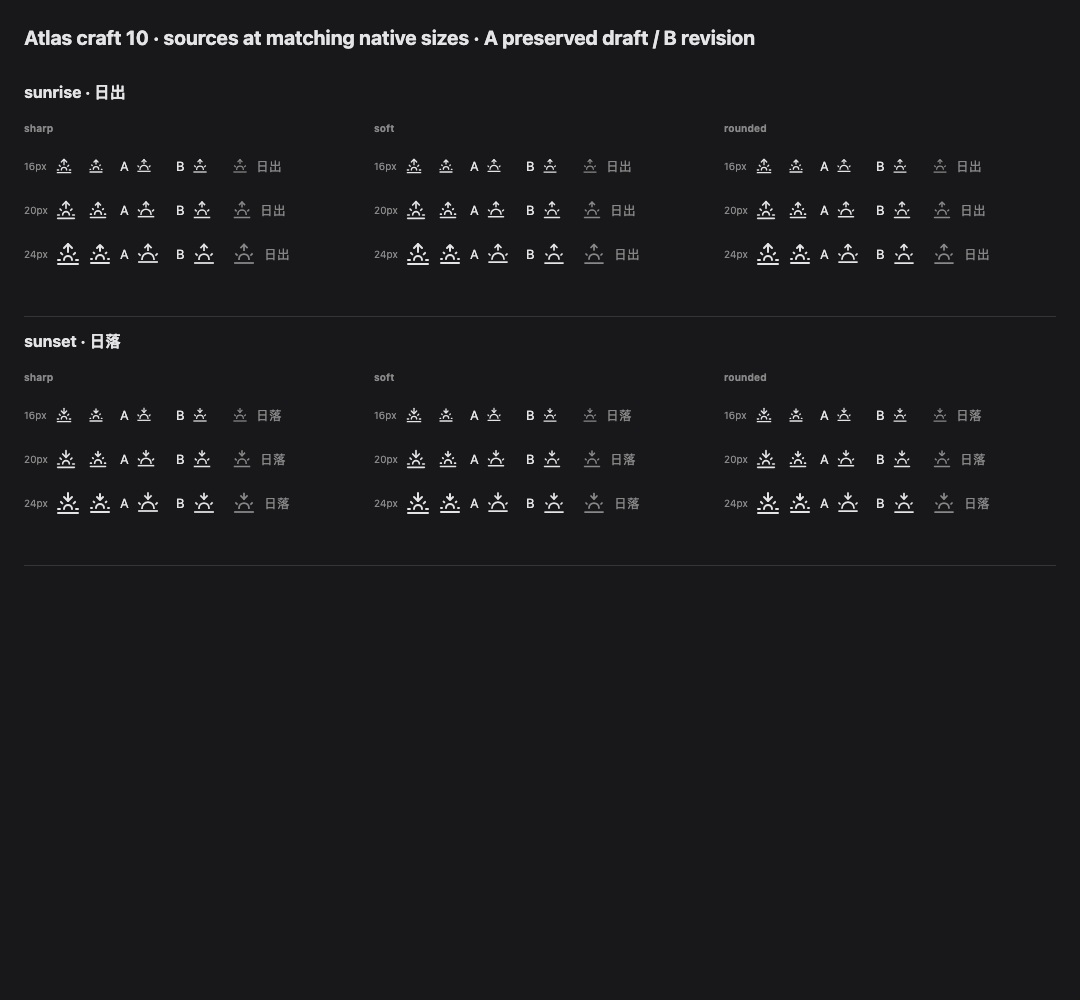 Atlas craft 10 · sources at matching native sizes · A preserved draft / B revision
sunrise · 日出
sharp soft rounded
16px A B 日出 16px A B 日出 16px A B 日出
20px A B 日出 20px A B 日出 20px A B 日出
24px A B 日出 24px A B 日出 24px A B 日出
sunset · 日落
sharp soft rounded
16px A B 日落 16px A B 日落 16px A B 日落
20px A B 日落 20px A B 日落 20px A B 日落
24px A B 日落 24px A B 日落 24px A B 日落